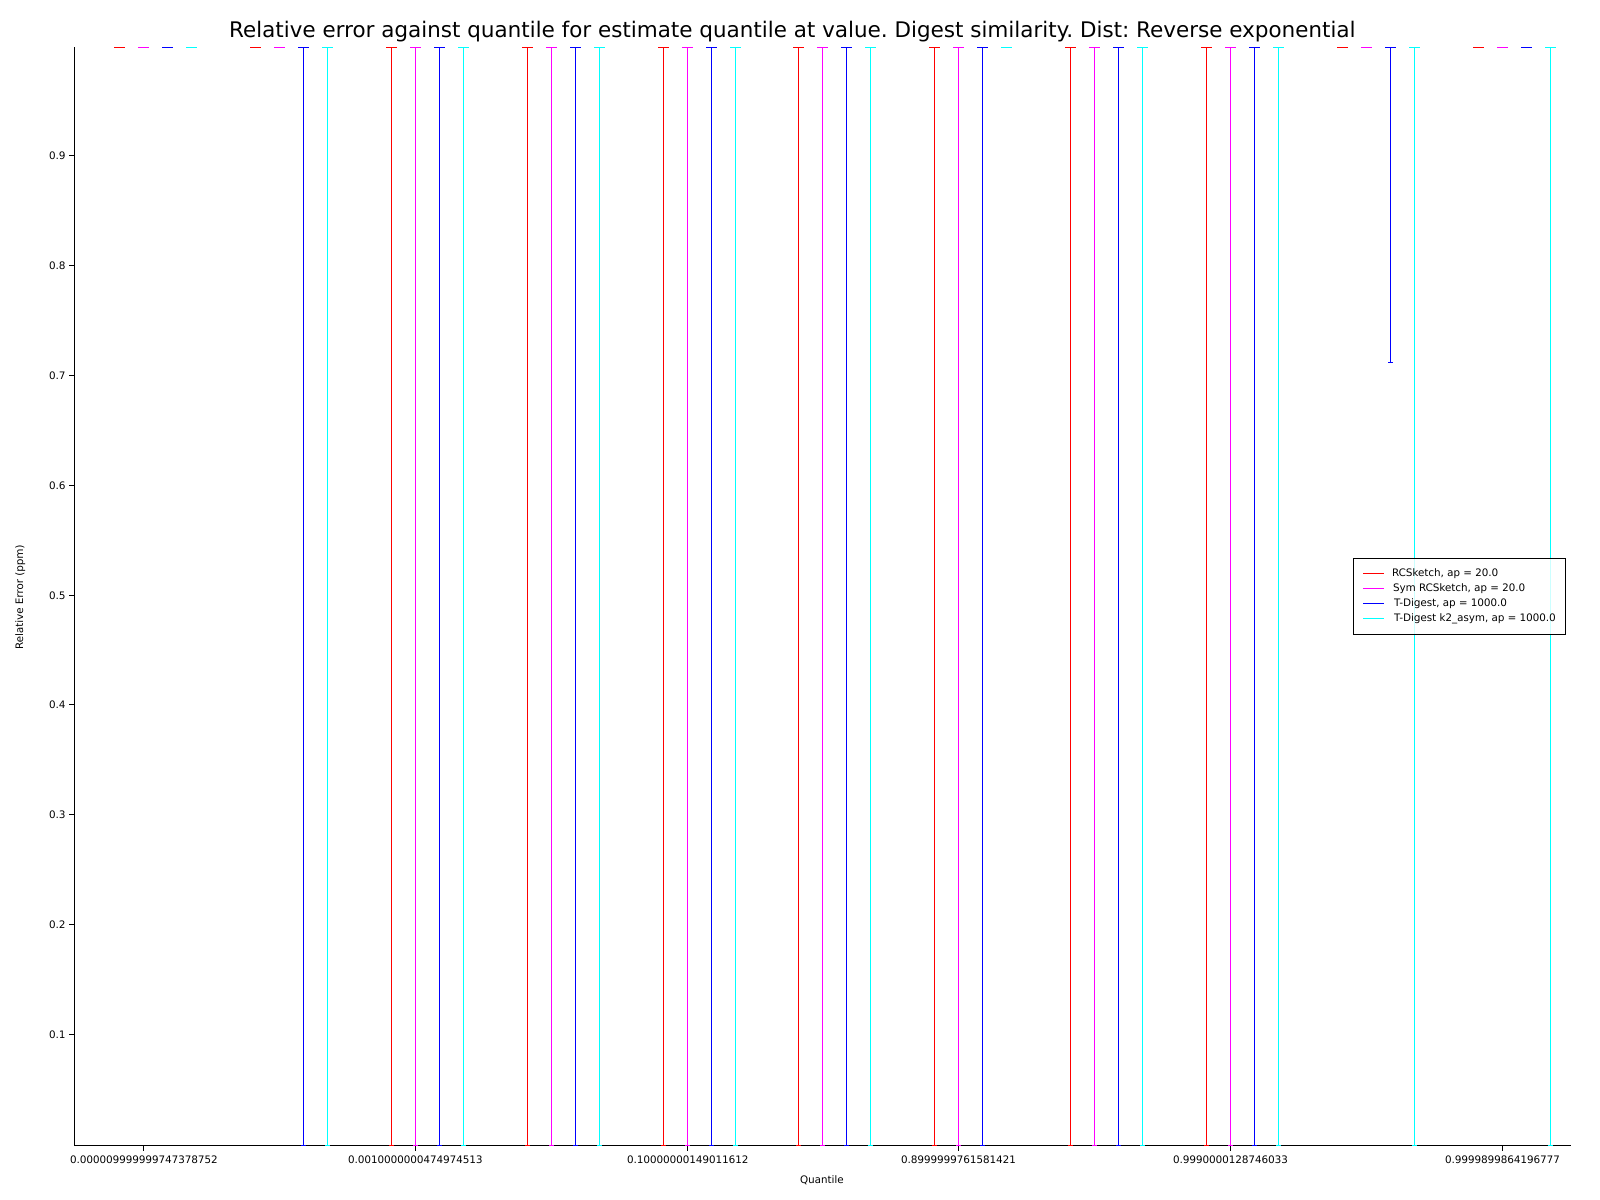 Relative error against quantile for estimate quantile at value. Digest similarity. Dist: Reverse exponential
0.9
0.8
0.7
0.6
0.5
0.4
0.3
0.2
0.1
Relative Error (ppm)
RCSketch, ap = 20.0
Sym RCSketch, ap = 20.0
T-Digest, ap = 1000.0
T-Digest k2_asym, ap = 1000.0
0.000009999999747378752 0.0010000000474974513 0.10000000149011612 0.8999999761581421 0.9990000128746033 0.9999899864196777
Quantile